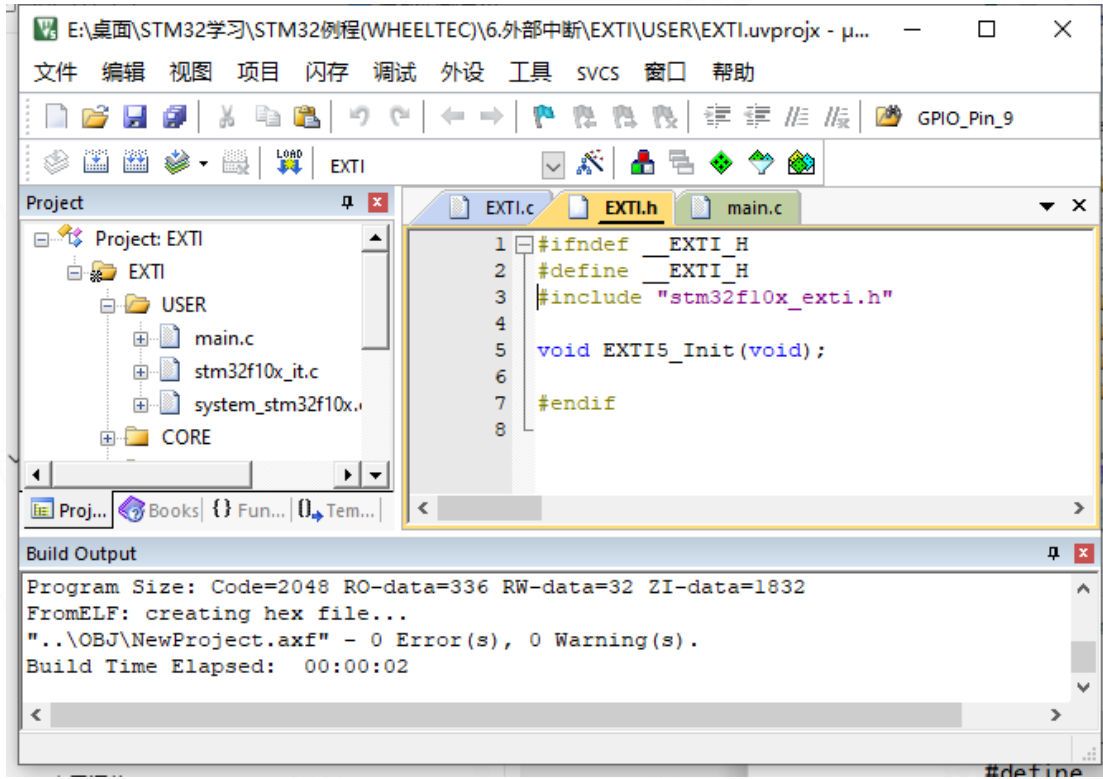 E:\桌面\STM32学习\STM32例程(WHEELTEC)\6.外部中断\EXTI\USER\EXTI.uvprojx - µ...
文件 编辑 视图 项目 闪存 调试 外设 工具 SVCS 窗口 帮助
GPIO_Pin_9
LOAD EXTI
Project
Project: EXTI
EXTI
USER
main.c
stm32f10x_it.c
system_stm32f10x.
CORE
Proj... Books {} Fun... Tem...
EXTI.c EXTI.h main.c
1 #ifndef __EXTI_H
2 #define __EXTI_H
3 #include "stm32f10x_exti.h"
4
5 void EXTI5_Init(void);
6
7 #endif
8
Build Output
Program Size: Code=2048 RO-data=336 RW-data=32 ZI-data=1832
FromELF: creating hex file...
"..\OBJ\NewProject.axf" - 0 Error(s), 0 Warning(s).
Build Time Elapsed:  00:00:02
#define